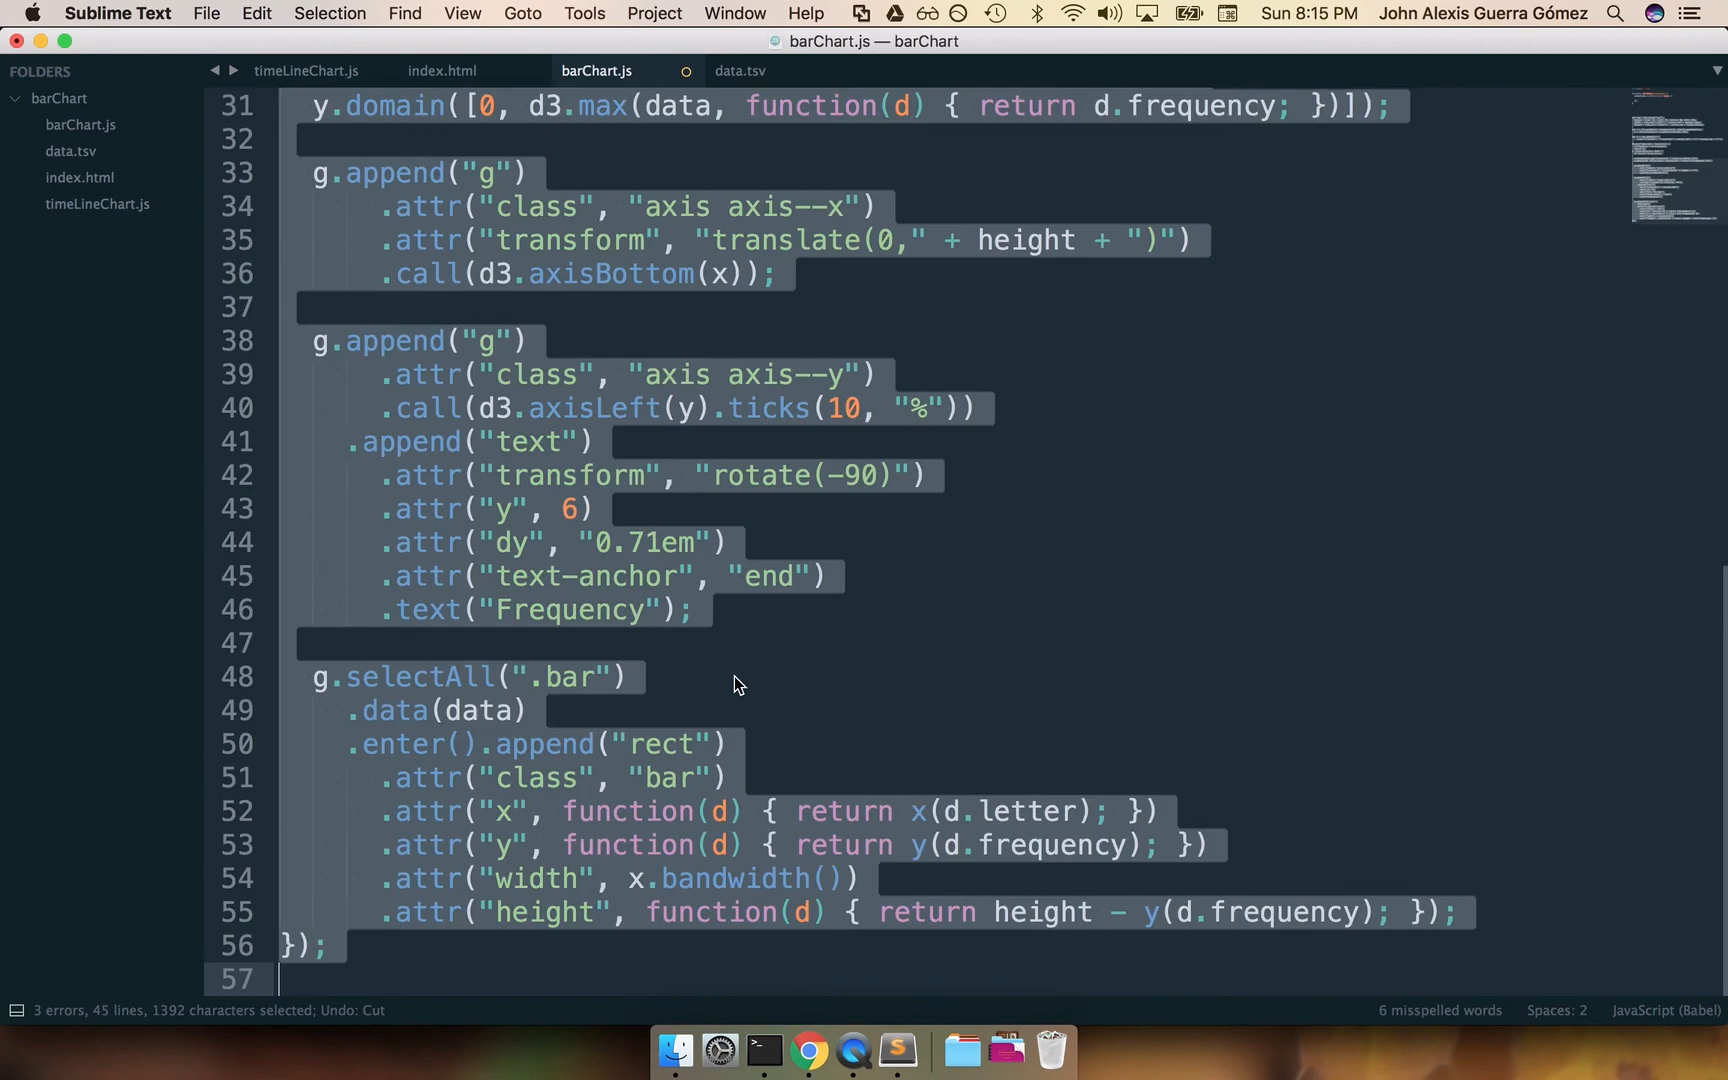 Sublime Text File Edit Selection Find View Goto Tools Project Window Help Sun 8:15 PM John Alexis Guerra Gómez
barChart.js — barChart
FOLDERS
barChart
barChart.js
data.tsv
index.html
timeLineChart.js
timeLineChart.js index.html barChart.js data.tsv
31 y.domain([0, d3.max(data, function(d) { return d.frequency; })]);
32
33 g.append("g")
34 .attr("class", "axis axis--x")
35 .attr("transform", "translate(0," + height + ")")
36 .call(d3.axisBottom(x));
37
38 g.append("g")
39 .attr("class", "axis axis--y")
40 .call(d3.axisLeft(y).ticks(10, "%"))
41 .append("text")
42 .attr("transform", "rotate(-90)")
43 .attr("y", 6)
44 .attr("dy", "0.71em")
45 .attr("text-anchor", "end")
46 .text("Frequency");
47
48 g.selectAll(".bar")
49 .data(data)
50 .enter().append("rect")
51 .attr("class", "bar")
52 .attr("x", function(d) { return x(d.letter); })
53 .attr("y", function(d) { return y(d.frequency); })
54 .attr("width", x.bandwidth())
55 .attr("height", function(d) { return height - y(d.frequency); });
56 });
57
3 errors, 45 lines, 1392 characters selected; Undo: Cut 6 misspelled words Spaces: 2 JavaScript (Babel)